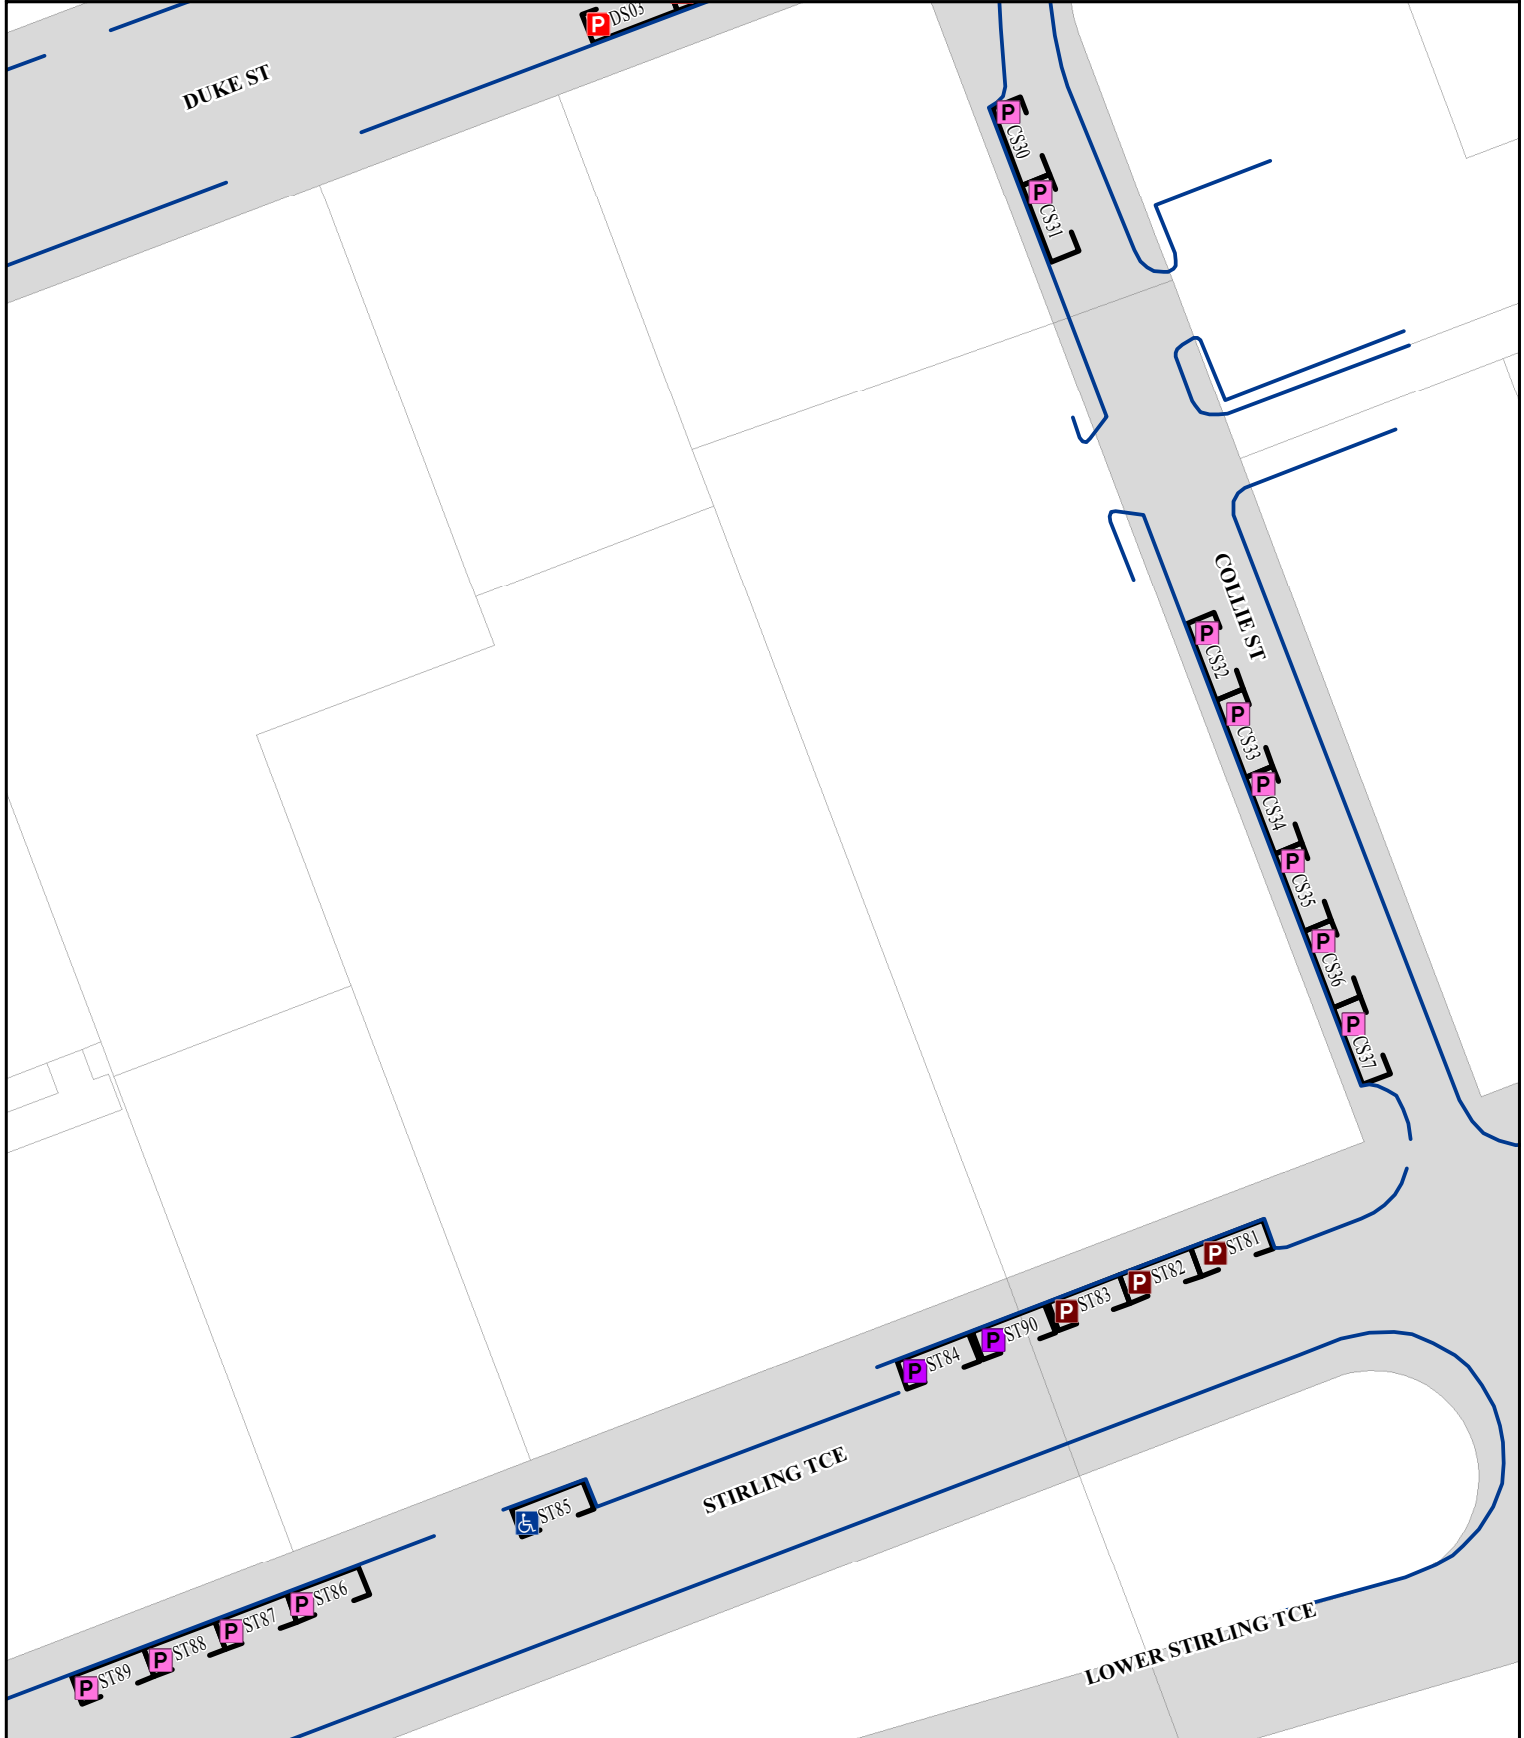 P DS03
DUKE ST
P CS30
P CS31
COLLIE ST
P CS32
P CS33
P CS34
P CS35
P CS36
P CS37
P ST81
P ST82
P ST83
P ST90
P ST84
STIRLING TCE
ST85
P ST86
P ST87
P ST88
P ST89
LOWER STIRLING TCE